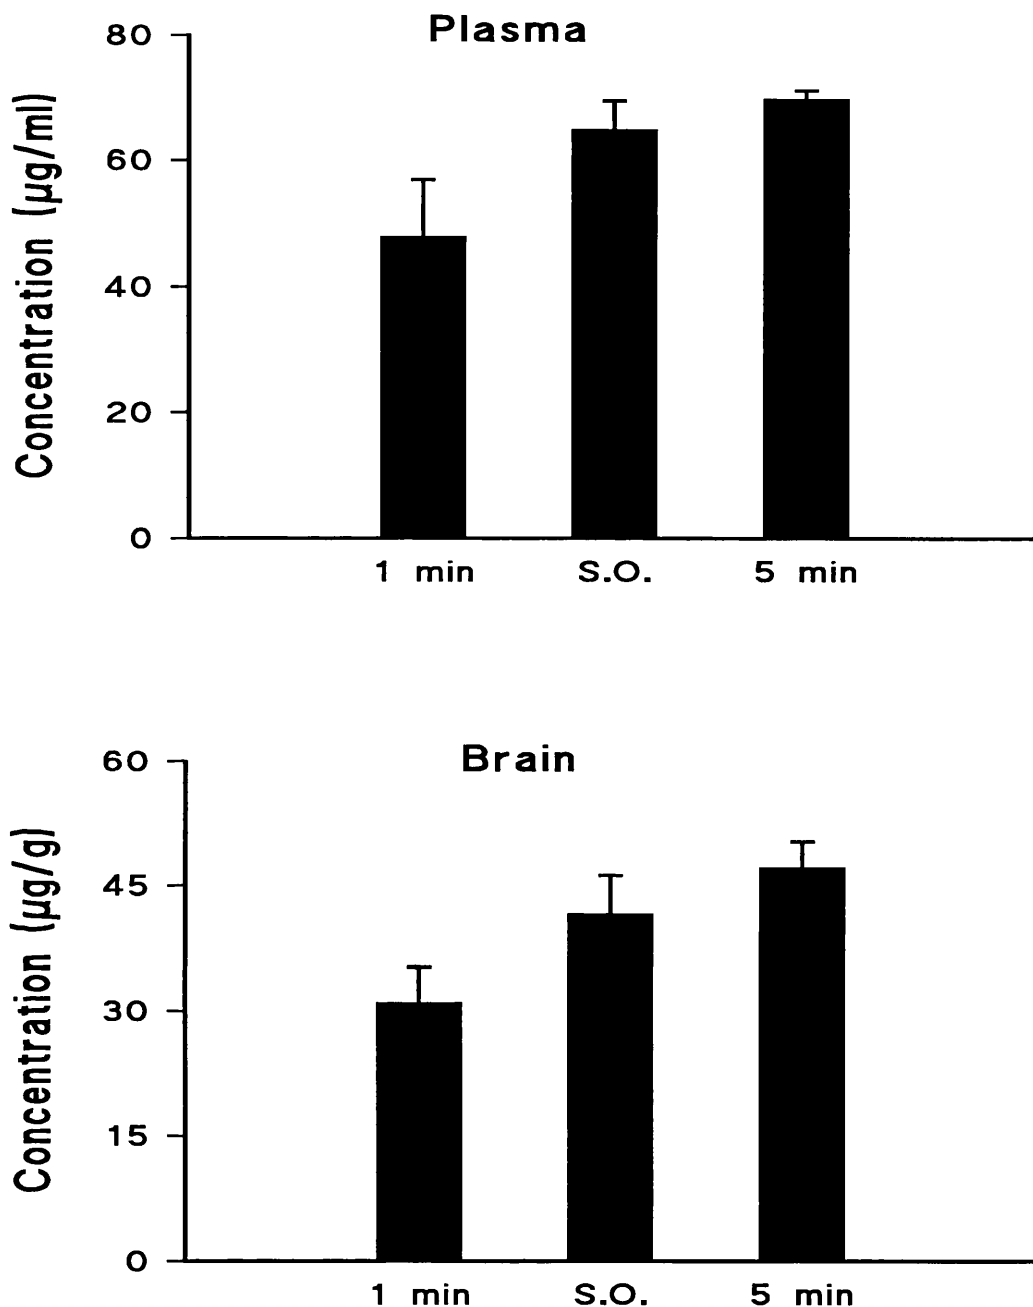 Plasma
Concentration (µg/ml)
80
60
40
20
0
1 min S.O. 5 min
Brain
Concentration (µg/g)
60
45
30
15
0
1 min S.O. 5 min